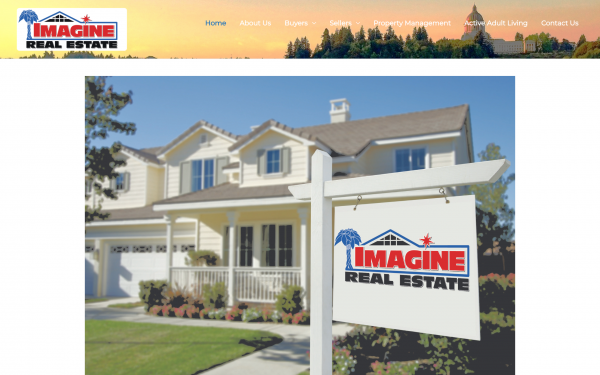 IMAGINE
REAL ESTATE
Home About Us Buyers Sellers Property Management Active Adult Living Contact Us
IMAGINE
REAL ESTATE